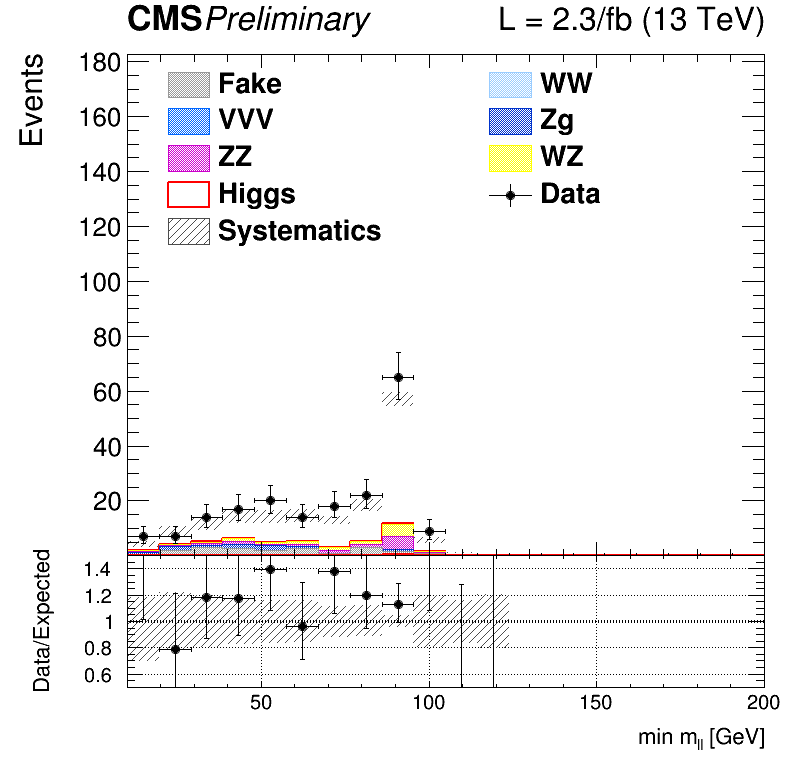 CMS Preliminary L = 2.3/fb (13 TeV)
Events
180
160
140
120
100
80
60
40
20
Fake WW
VVV Zg
ZZ WZ
Higgs Data
Systematics
Data/Expected
1.4
1.2
1
0.8
0.6
50 100 150 200
min m_ll [GeV]